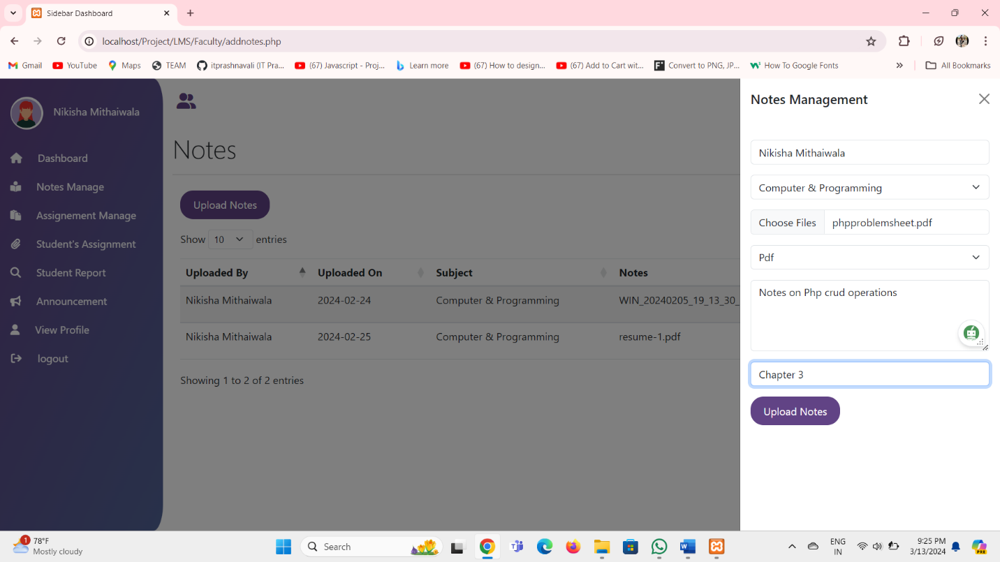 Sidebar Dashboard
localhost/Project/LMS/Faculty/addnotes.php
Gmail YouTube Maps TEAM itprashnavali (IT Pra... (67) Javascript - Proj... Learn more (67) How to design... (67) Add to Cart wit... Convert to PNG, JP... How To Google Fonts » All Bookmarks
Nikisha Mithaiwala
Dashboard
Notes Manage
Assignement Manage
Student's Assignment
Student Report
Announcement
View Profile
logout
Notes
Upload Notes
Show 10 entries
Uploaded By Uploaded On Subject Notes
Nikisha Mithaiwala 2024-02-24 Computer & Programming WIN_20240205_19_13_30_
Nikisha Mithaiwala 2024-02-25 Computer & Programming resume-1.pdf
Showing 1 to 2 of 2 entries
Notes Management
Nikisha Mithaiwala
Computer & Programming
Choose Files phpproblemsheet.pdf
Pdf
Notes on Php crud operations
Chapter 3
Upload Notes
1
78°F
Mostly cloudy
Search
ENG
IN
9:25 PM
3/13/2024
PRE